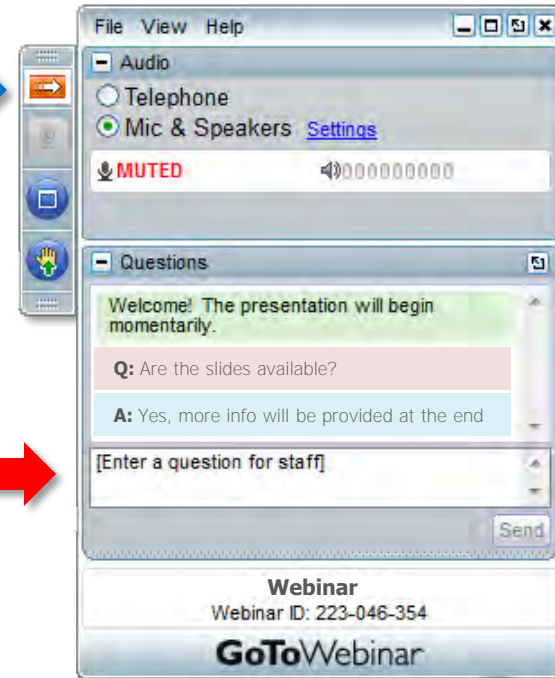 File View Help
Audio
Telephone
Mic & Speakers Settings
MUTED 000000000
Questions
Welcome! The presentation will begin
momentarily.
Q: Are the slides available?
A: Yes, more info will be provided at the end
[Enter a question for staff]
Send
Webinar
Webinar ID: 223-046-354
GoToWebinar